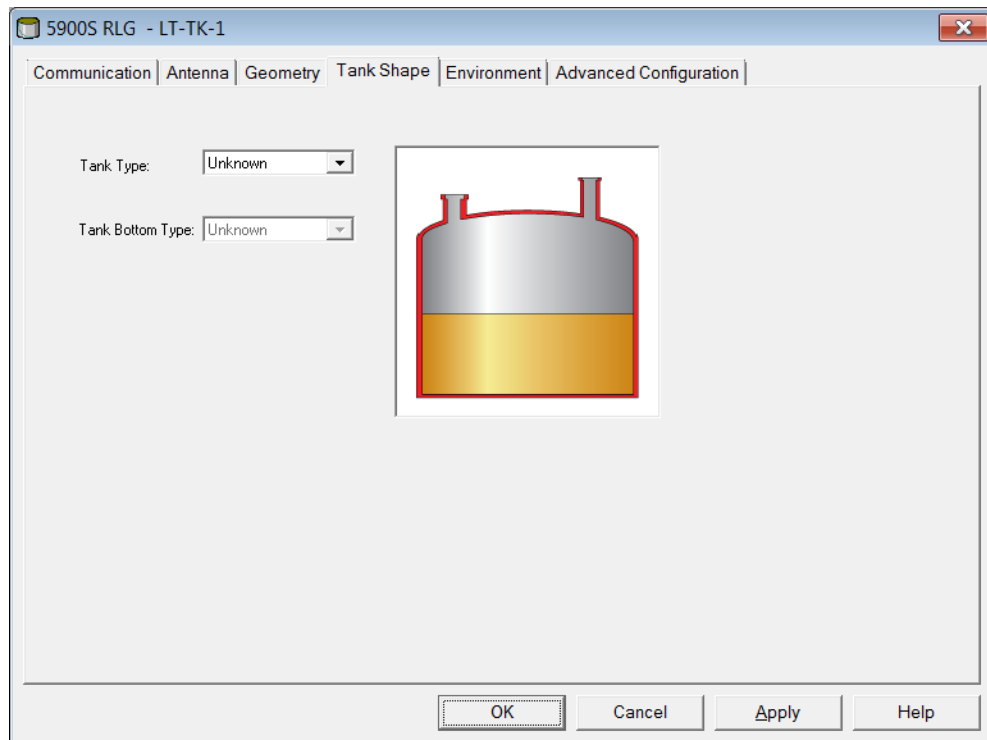 5900S RLG - LT-TK-1
Communication Antenna Geometry Tank Shape Environment Advanced Configuration
Tank Type: Unknown
Tank Bottom Type: Unknown
OK Cancel Apply Help